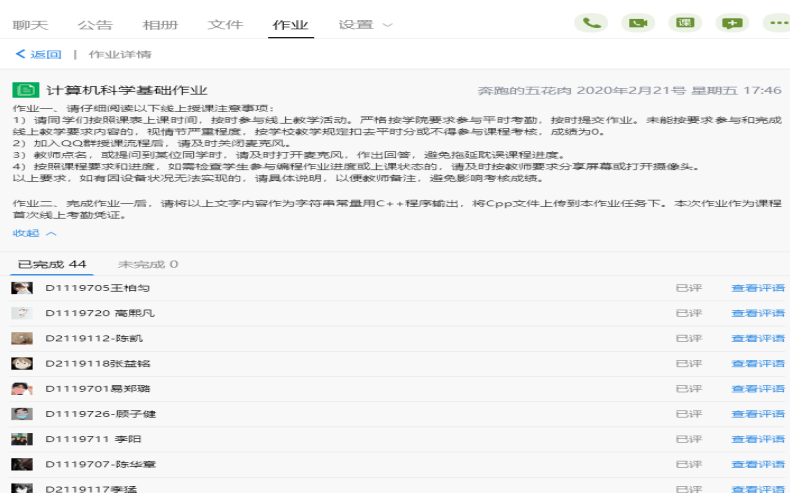 聊天 公告 相册 文件 作业 设置
课
返回 | 作业详情
计算机科学基础作业 奔跑的五花肉 2020年2月21号 星期五 17:46
作业一、请仔细阅读以下线上授课注意事项：
1）请同学们按照课表上课时间，按时参与线上教学活动。严格按学院要求参与平时考勤，按时提交作业。未能按要求参与和完成
线上教学要求内容的，视情节严重程度，按学校教学规定扣去平时分或不得参与课程考核，成绩为0。
2）加入QQ群授课流程后，请及时关闭麦克风。
3）教师点名，或提问到某位同学时，请及时打开麦克风，作出回答，避免拖延耽误课程进度。
4）按照课程要求和进度，如需检查学生参与编程作业进度或上课状态的，请及时按教师要求分享屏幕或打开摄像头。
以上要求，如有因设备状况无法实现的，请具体说明，以便教师备注，避免影响考核成绩。
作业二、完成作业一后，请将以上文字内容作为字符串常量用C++程序输出，将Cpp文件上传到本作业任务下。本次作业作为课程
首次线上考勤凭证。
收起
已完成 44 未完成 0
D1119705王柏匀 已评 查看评语
D1119720 高熙凡 已评 查看评语
D2119112-陈凯 已评 查看评语
D2119118张益铭 已评 查看评语
D1119701易郑璐 已评 查看评语
D1119726-顾子健 已评 查看评语
D1119711 李阳 已评 查看评语
D1119707-陈华章 已评 查看评语
D2119117李猛 已评 查看评语